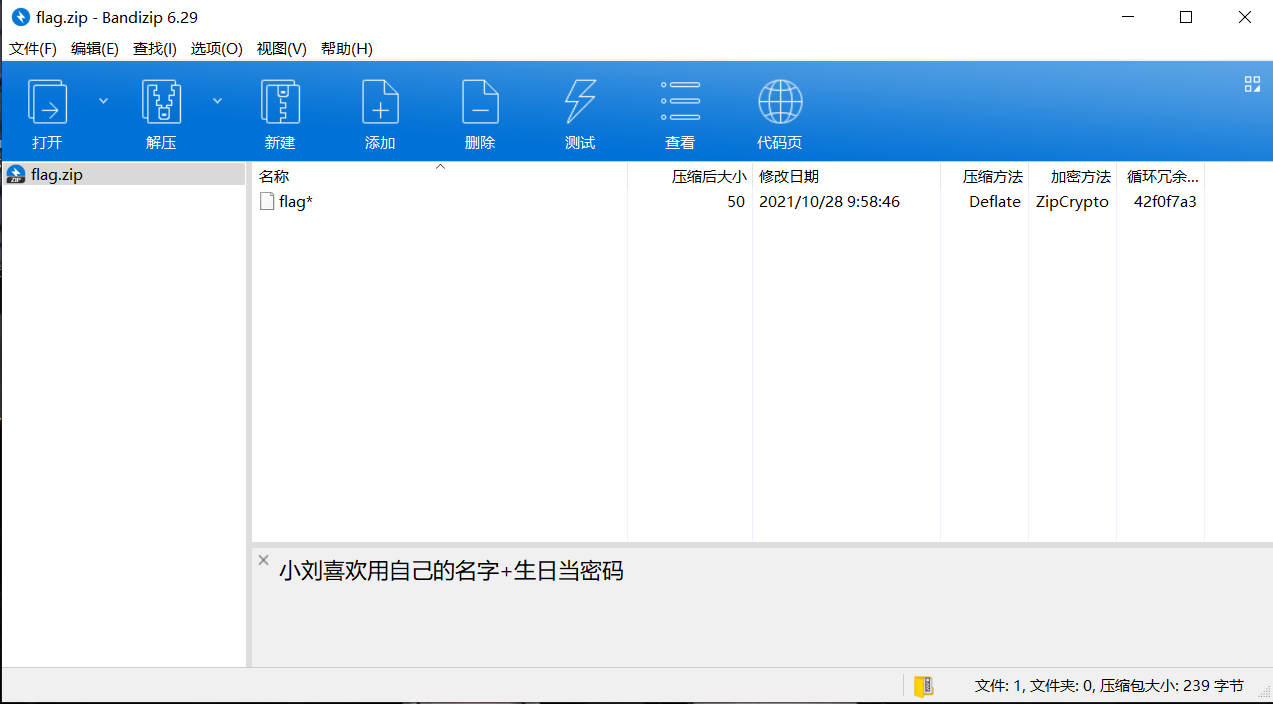 flag.zip - Bandizip 6.29
文件(F) 编辑(E) 查找(I) 选项(O) 视图(V) 帮助(H)
打开 解压 新建 添加 删除 测试 查看 代码页
flag.zip
名称 压缩后大小 修改日期 压缩方法 加密方法 循环冗余...
flag* 50 2021/10/28 9:58:46 Deflate ZipCrypto 42f0f7a3
小刘喜欢用自己的名字+生日当密码
文件: 1, 文件夹: 0, 压缩包大小: 239 字节